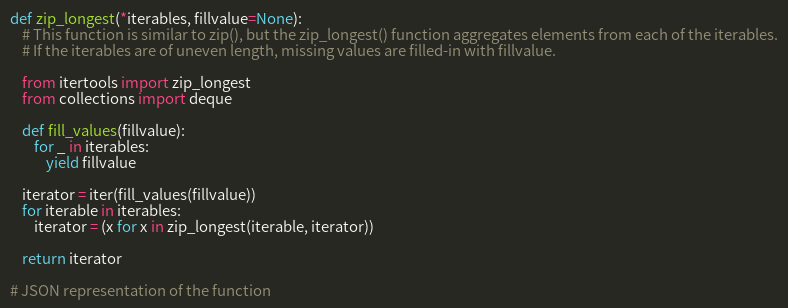 def zip_longest(*iterables, fillvalue=None):
    # This function is similar to zip(), but the zip_longest() function aggregates elements from each of the iterables.
    # If the iterables are of uneven length, missing values are filled-in with fillvalue.

    from itertools import zip_longest
    from collections import deque

    def fill_values(fillvalue):
        for _ in iterables:
            yield fillvalue

    iterator = iter(fill_values(fillvalue))
    for iterable in iterables:
        iterator = (x for x in zip_longest(iterable, iterator))

    return iterator

# JSON representation of the function